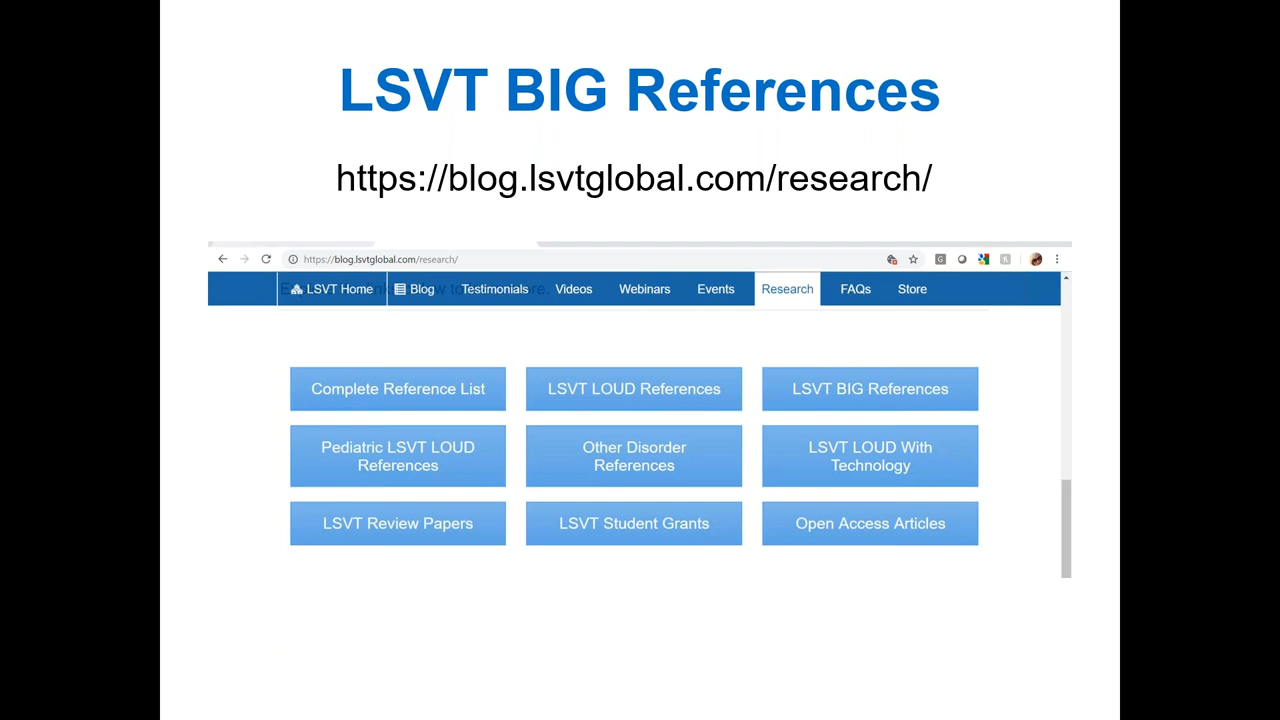 LSVT BIG References
https://blog.lsvtglobal.com/research/
https://blog.lsvtglobal.com/research/
LSVT Home Blog Testimonials Videos Webinars Events Research FAQs Store
Complete Reference List LSVT LOUD References LSVT BIG References
Pediatric LSVT LOUD References
Other Disorder References
LSVT LOUD With Technology
LSVT Review Papers LSVT Student Grants Open Access Articles